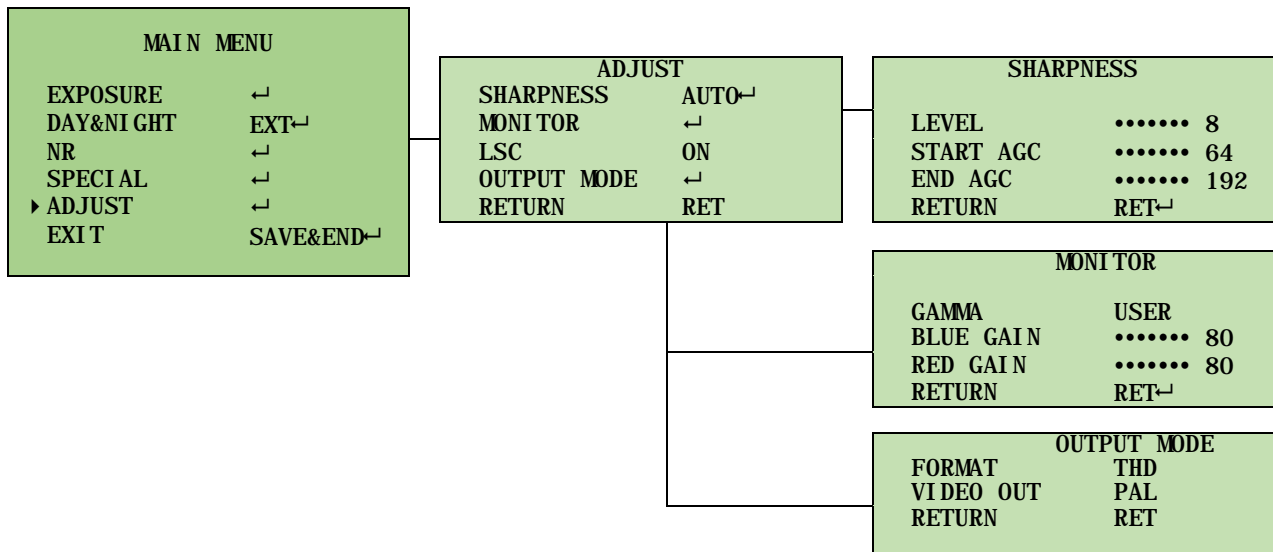 MAIN MENU
EXPOSURE ↵
DAY&NIGHT EXT↵
NR ↵
SPECIAL ↵
▸ ADJUST ↵
EXIT SAVE&END↵
ADJUST
SHARPNESS AUTO↵
MONITOR ↵
LSC ON
OUTPUT MODE ↵
RETURN RET
SHARPNESS
LEVEL ••••••• 8
START AGC ••••••• 64
END AGC ••••••• 192
RETURN RET↵
MONITOR
GAMMA USER
BLUE GAIN ••••••• 80
RED GAIN ••••••• 80
RETURN RET↵
OUTPUT MODE
FORMAT THD
VIDEO OUT PAL
RETURN RET